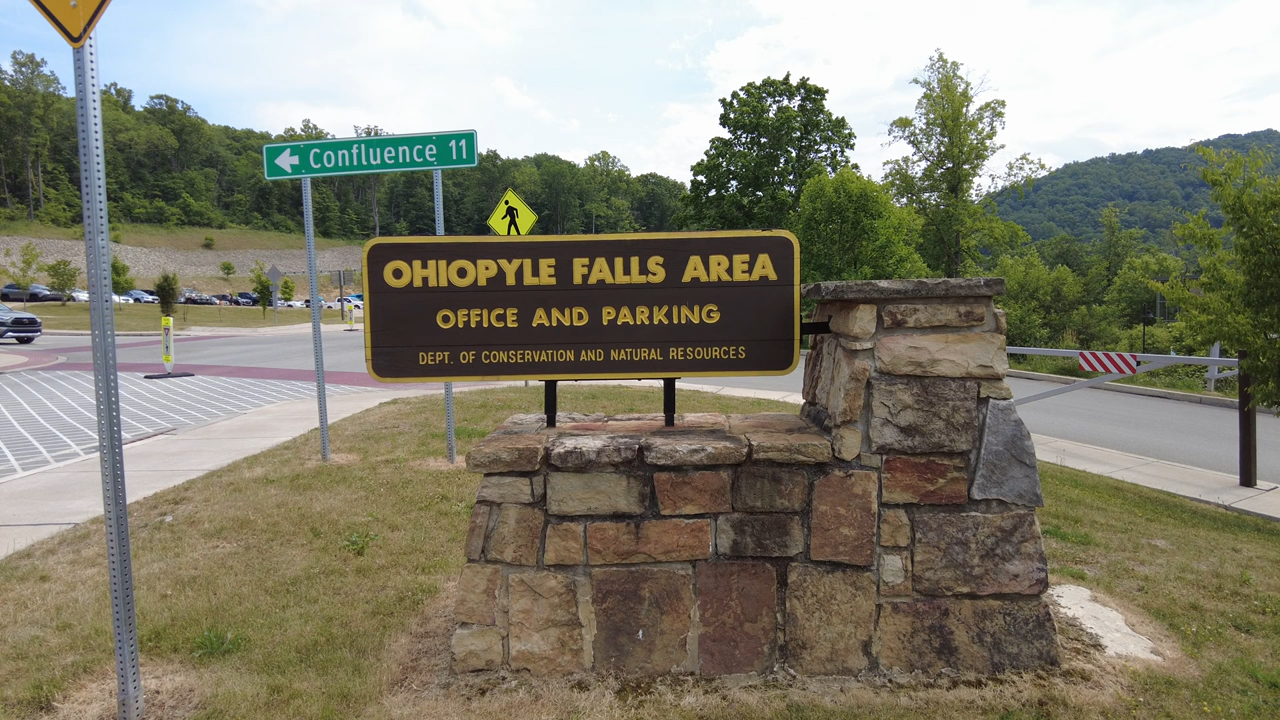 Confluence 11
OHIOPYLE FALLS AREA
OFFICE AND PARKING
DEPT. OF CONSERVATION AND NATURAL RESOURCES